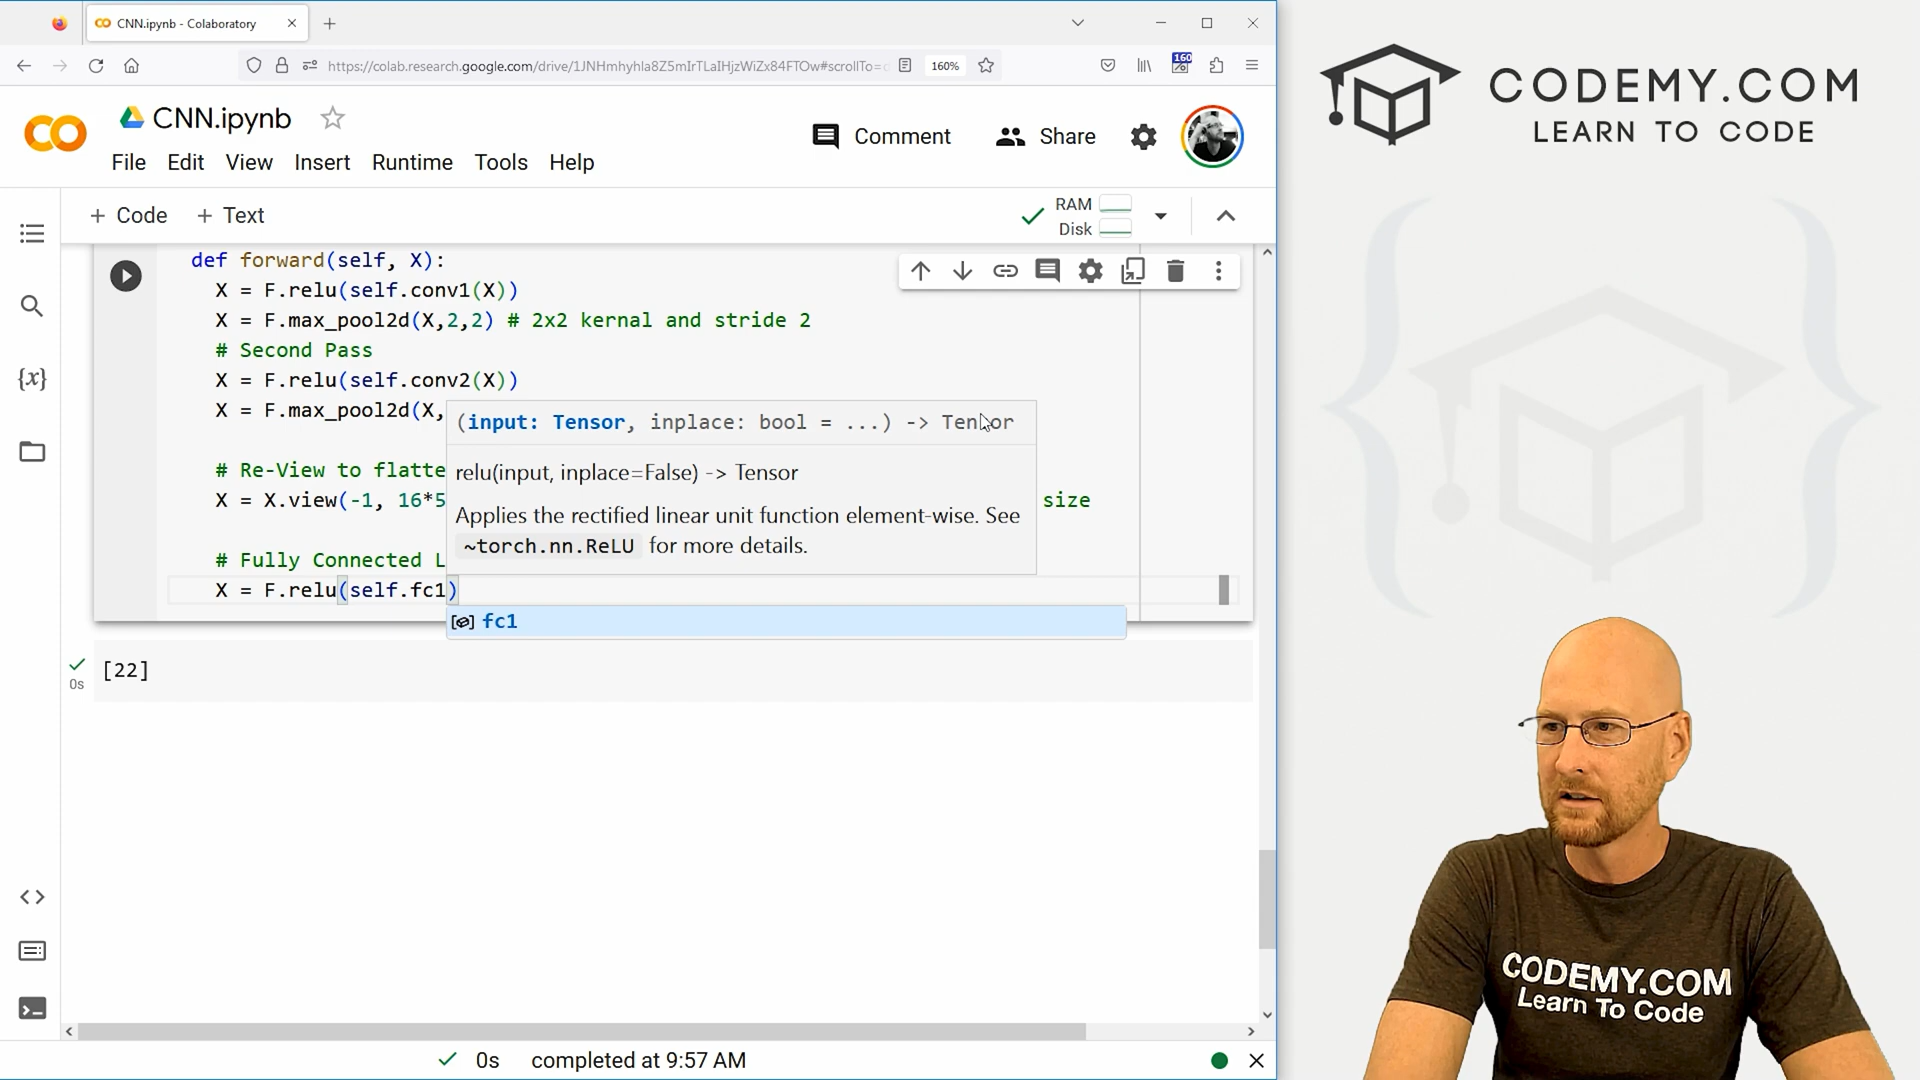 CNN.ipynb - Colaboratory
https://colab.research.google.com/drive/1JNHmhyhla8Z5mIrTLaIHjzWiZx84FTOw#scrollTo=
160%
160
CNN.ipynb
Comment
Share
File Edit View Insert Runtime Tools Help
+ Code + Text
RAM
Disk
def forward(self, X):
X = F.relu(self.conv1(X))
X = F.max_pool2d(X,2,2) # 2x2 kernal and stride 2
# Second Pass
X = F.relu(self.conv2(X))
X = F.max_pool2d(X,
(input: Tensor, inplace: bool = ...) -> Tensor
# Re-View to flatte
relu(input, inplace=False) -> Tensor
X = X.view(-1, 16*5 size
Applies the rectified linear unit function element-wise. See
~torch.nn.ReLU for more details.
# Fully Connected L
X = F.relu(self.fc1)
fc1
[22]
0s
0s completed at 9:57 AM
CODEMY.COM
LEARN TO CODE
CODEMY.COM
Learn To Code